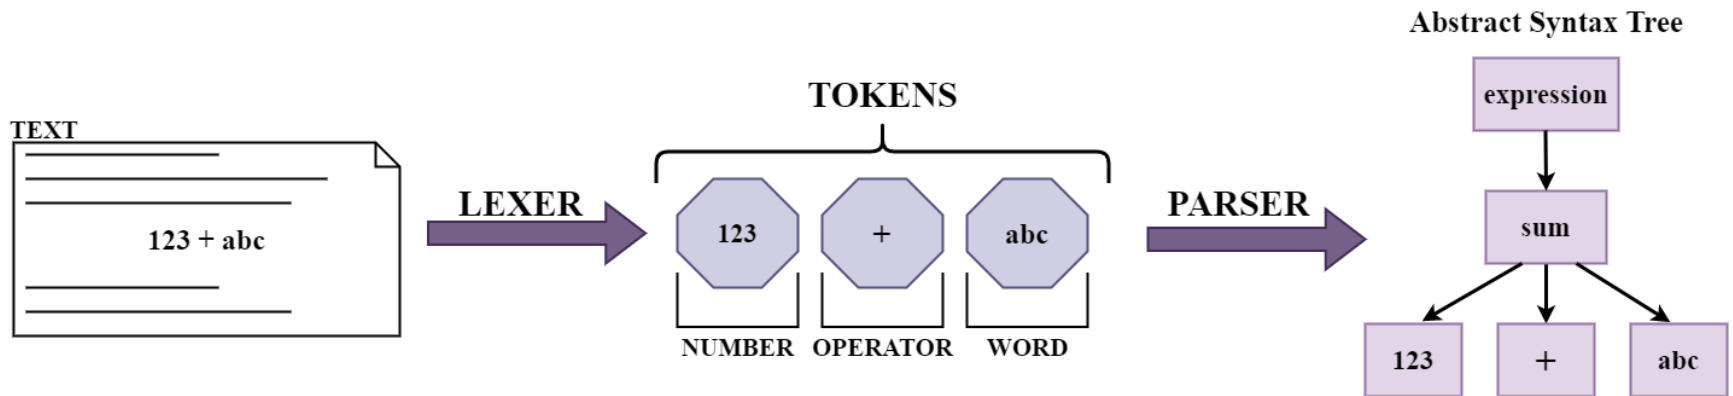 TEXT
123 + abc
LEXER
TOKENS
123
+
abc
NUMBER
OPERATOR
WORD
PARSER
Abstract Syntax Tree
expression
sum
123
+
abc